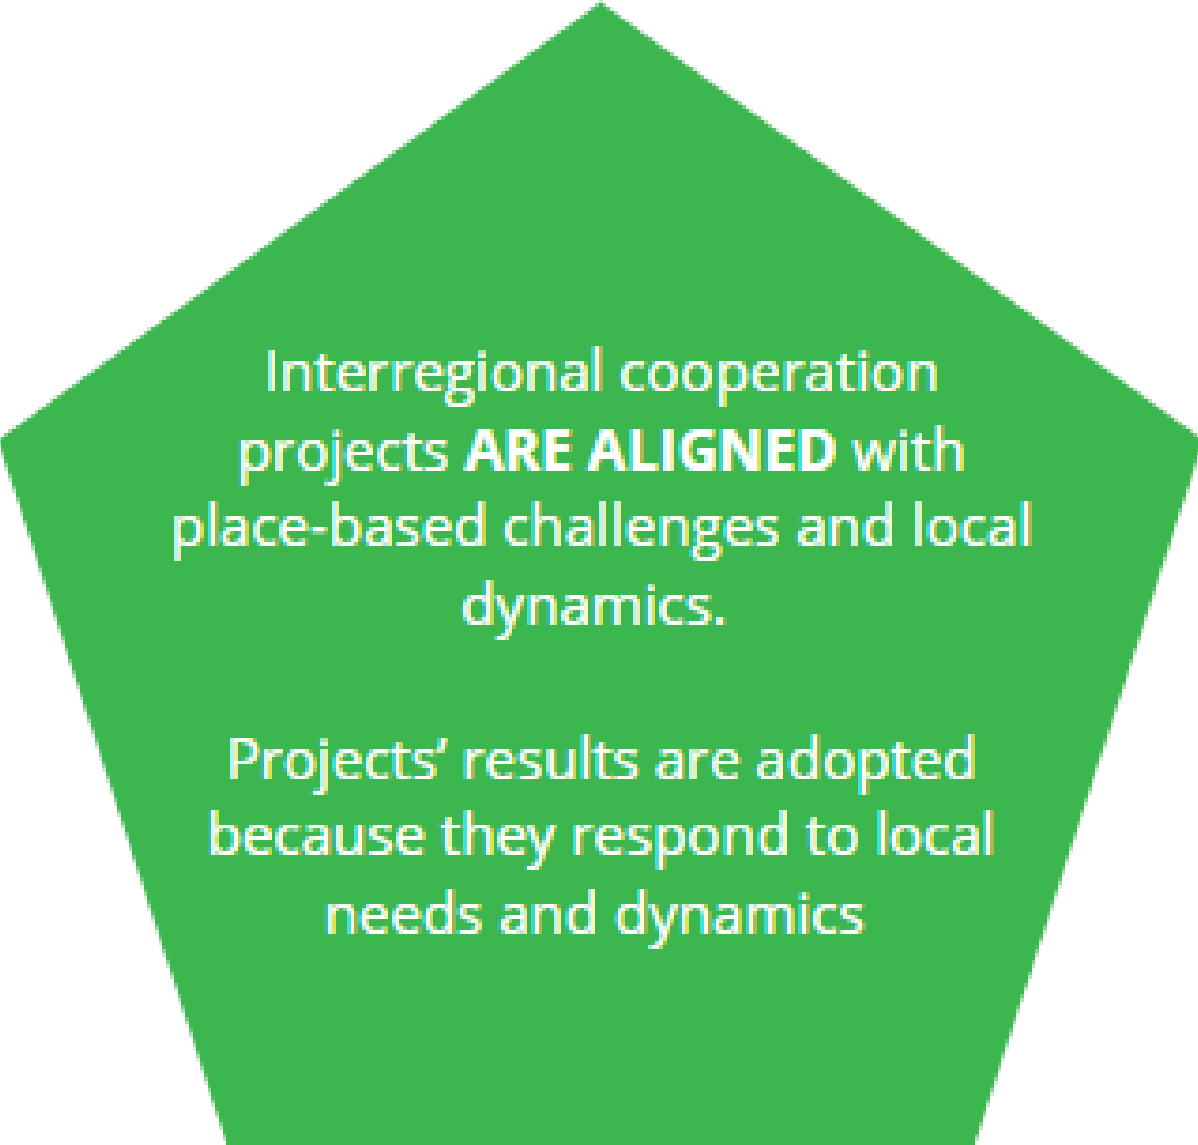 Interregional cooperation
projects ARE ALIGNED with
place-based challenges and local
dynamics.
Projects’ results are adopted
because they respond to local
needs and dynamics